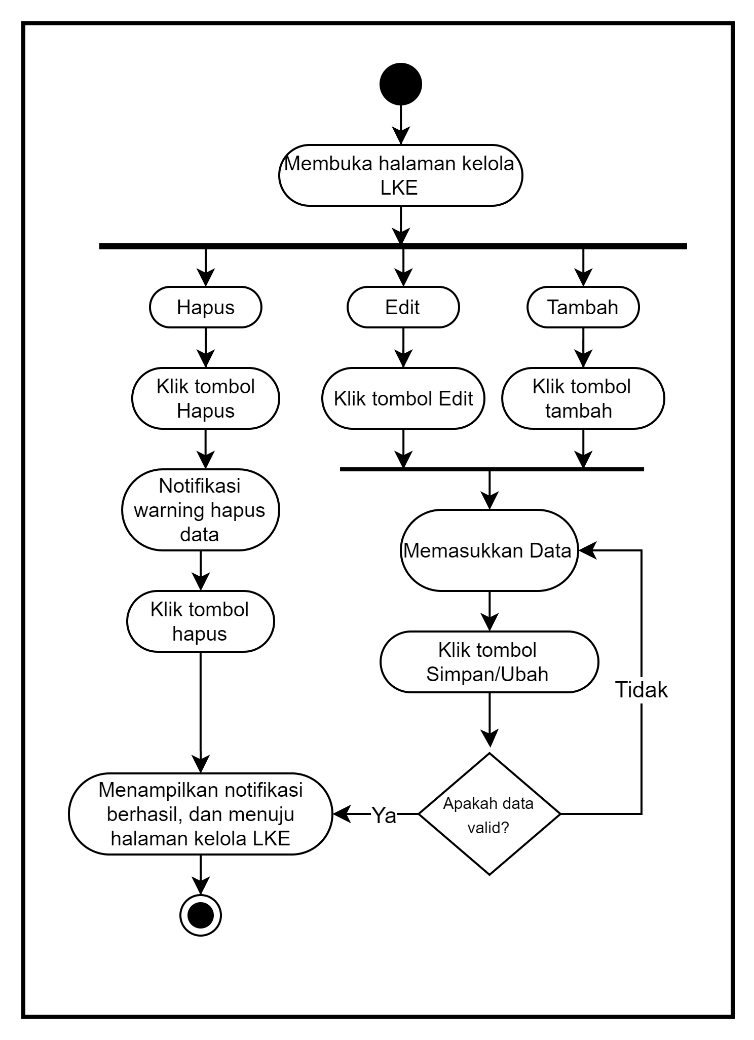 Membuka halaman kelola
LKE
Hapus
Edit
Tambah
Klik tombol
Hapus
Klik tombol Edit
Klik tombol
tambah
Notifikasi
warning hapus
data
Memasukkan Data
Klik tombol
hapus
Klik tombol
Simpan/Ubah
Tidak
Menampilkan notifikasi
berhasil, dan menuju
halaman kelola LKE
Ya
Apakah data
valid?